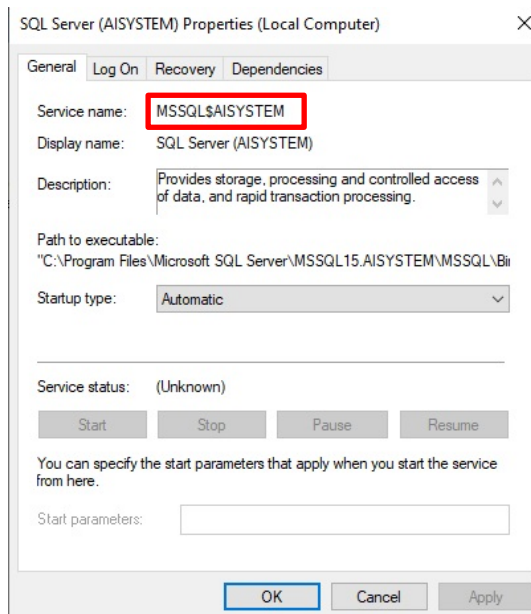 SQL Server (AISYSTEM) Properties (Local Computer)
General Log On Recovery Dependencies
Service name: MSSQL$AISYSTEM
Display name: SQL Server (AISYSTEM)
Description: Provides storage, processing and controlled access
of data, and rapid transaction processing.
Path to executable:
"C:\Program Files\Microsoft SQL Server\MSSQL15.AISYSTEM\MSSQL\Bin
Startup type: Automatic
Service status: (Unknown)
Start Stop Pause Resume
You can specify the start parameters that apply when you start the service
from here.
Start parameters:
OK Cancel Apply